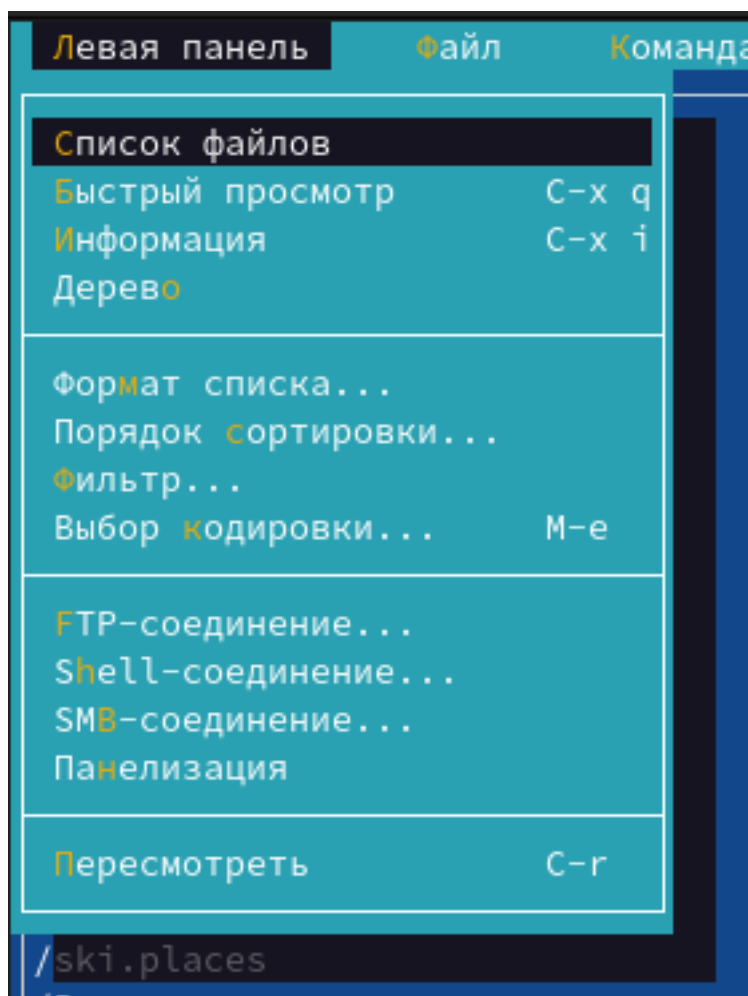 Левая панель Файл Команда
Список файлов
Быстрый просмотр C-x q
Информация C-x i
Дерево
Формат списка...
Порядок сортировки...
Фильтр...
Выбор кодировки... M-e
FTP-соединение...
Shell-соединение...
SMB-соединение...
Панелизация
Пересмотреть C-r
/ski.places